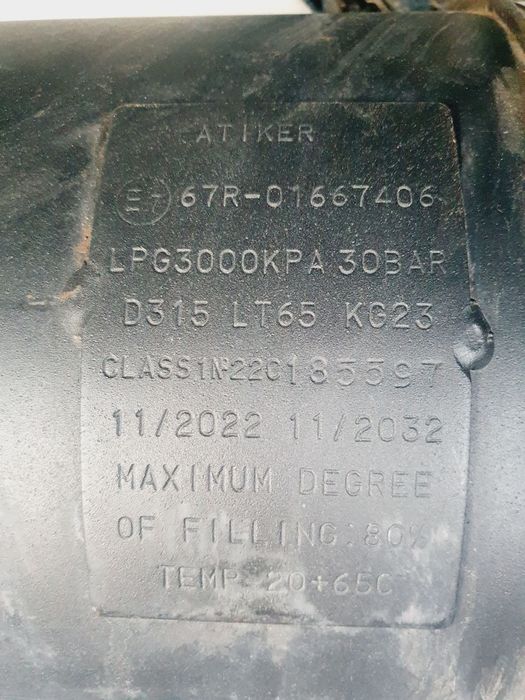 ATIKER
E7 67R-01667406
LPG3000KPA 30BAR
D315 LT65 KG23
CLASS1Nº22C185597
11/2022 11/2032
MAXIMUM DEGREE
OF FILLING:80%
TEMP-20+65C